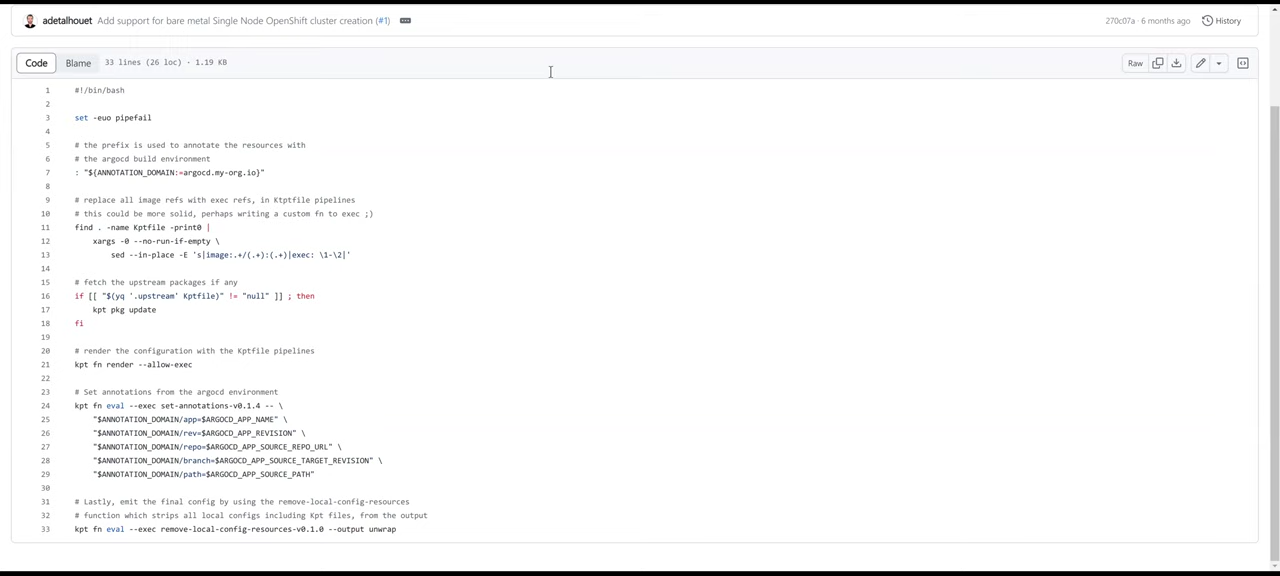 adetalhouet Add support for bare metal Single Node OpenShift cluster creation (#1) 270c07a · 6 months ago History
Code Blame 33 lines (26 loc) · 1.19 KB Raw
1 #!/bin/bash
2
3 set -euo pipefail
4
5 # the prefix is used to annotate the resources with
6 # the argocd build environment
7 : "${ANNOTATION_DOMAIN:=argocd.my-org.io}"
8
9 # replace all image refs with exec refs, in Ktptfile pipelines
10 # this could be more solid, perhaps writing a custom fn to exec ;)
11 find . -name Kptfile -print0 |
12 xargs -0 --no-run-if-empty \
13 sed --in-place -E 's|image:.+/(.+):(.+)|exec: \1-\2|'
14
15 # fetch the upstream packages if any
16 if [[ "$(yq '.upstream' Kptfile)" != "null" ]] ; then
17 kpt pkg update
18 fi
19
20 # render the configuration with the Kptfile pipelines
21 kpt fn render --allow-exec
22
23 # Set annotations from the argocd environment
24 kpt fn eval --exec set-annotations-v0.1.4 -- \
25 "$ANNOTATION_DOMAIN/app=$ARGOCD_APP_NAME" \
26 "$ANNOTATION_DOMAIN/rev=$ARGOCD_APP_REVISION" \
27 "$ANNOTATION_DOMAIN/repo=$ARGOCD_APP_SOURCE_REPO_URL" \
28 "$ANNOTATION_DOMAIN/branch=$ARGOCD_APP_SOURCE_TARGET_REVISION" \
29 "$ANNOTATION_DOMAIN/path=$ARGOCD_APP_SOURCE_PATH"
30
31 # Lastly, emit the final config by using the remove-local-config-resources
32 # function which strips all local configs including Kpt files, from the output
33 kpt fn eval --exec remove-local-config-resources-v0.1.0 --output unwrap